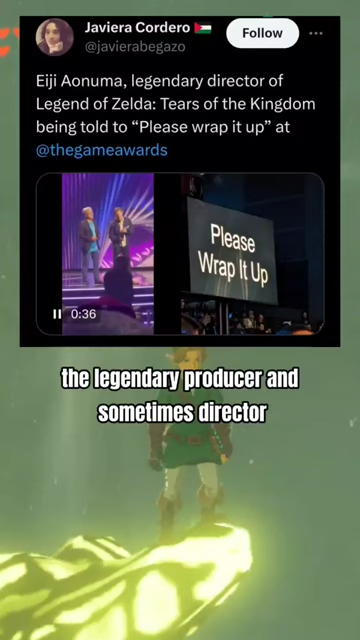 Javiera Cordero
@javierabegazo
Follow
Eiji Aonuma, legendary director of
Legend of Zelda: Tears of the Kingdom
being told to “Please wrap it up” at
@thegameawards
Please
Wrap It Up
0:36
the legendary producer and
sometimes director